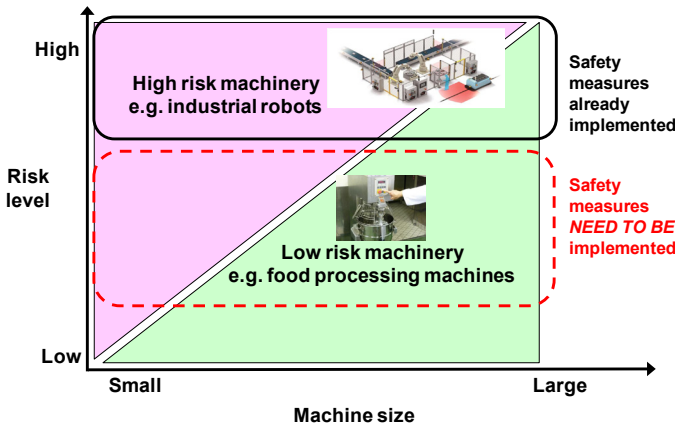 High
High risk machinery
e.g. industrial robots
Safety
measures
already
implemented
Risk
level
Safety
measures
NEED TO BE
implemented
Low risk machinery
e.g. food processing machines
Low
Small
Large
Machine size